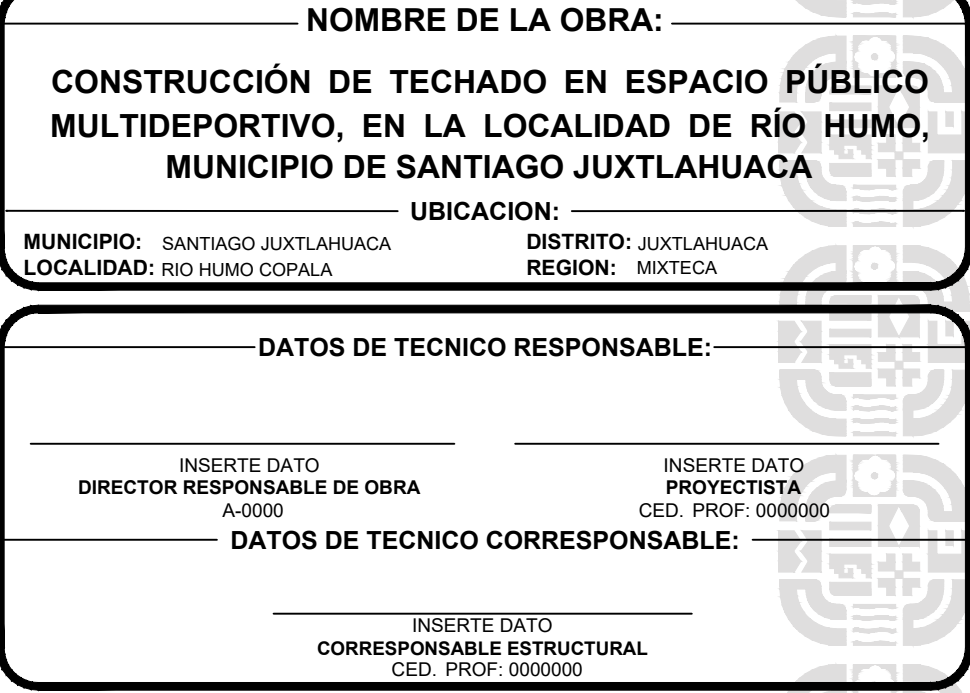 NOMBRE DE LA OBRA:
CONSTRUCCIÓN DE TECHADO EN ESPACIO PÚBLICO
MULTIDEPORTIVO, EN LA LOCALIDAD DE RÍO HUMO,
MUNICIPIO DE SANTIAGO JUXTLAHUACA
UBICACION:
MUNICIPIO: SANTIAGO JUXTLAHUACA DISTRITO: JUXTLAHUACA
LOCALIDAD: RIO HUMO COPALA REGION: MIXTECA
DATOS DE TECNICO RESPONSABLE:
INSERTE DATO INSERTE DATO
DIRECTOR RESPONSABLE DE OBRA PROYECTISTA
A-0000 CED. PROF: 0000000
DATOS DE TECNICO CORRESPONSABLE:
INSERTE DATO
CORRESPONSABLE ESTRUCTURAL
CED. PROF: 0000000